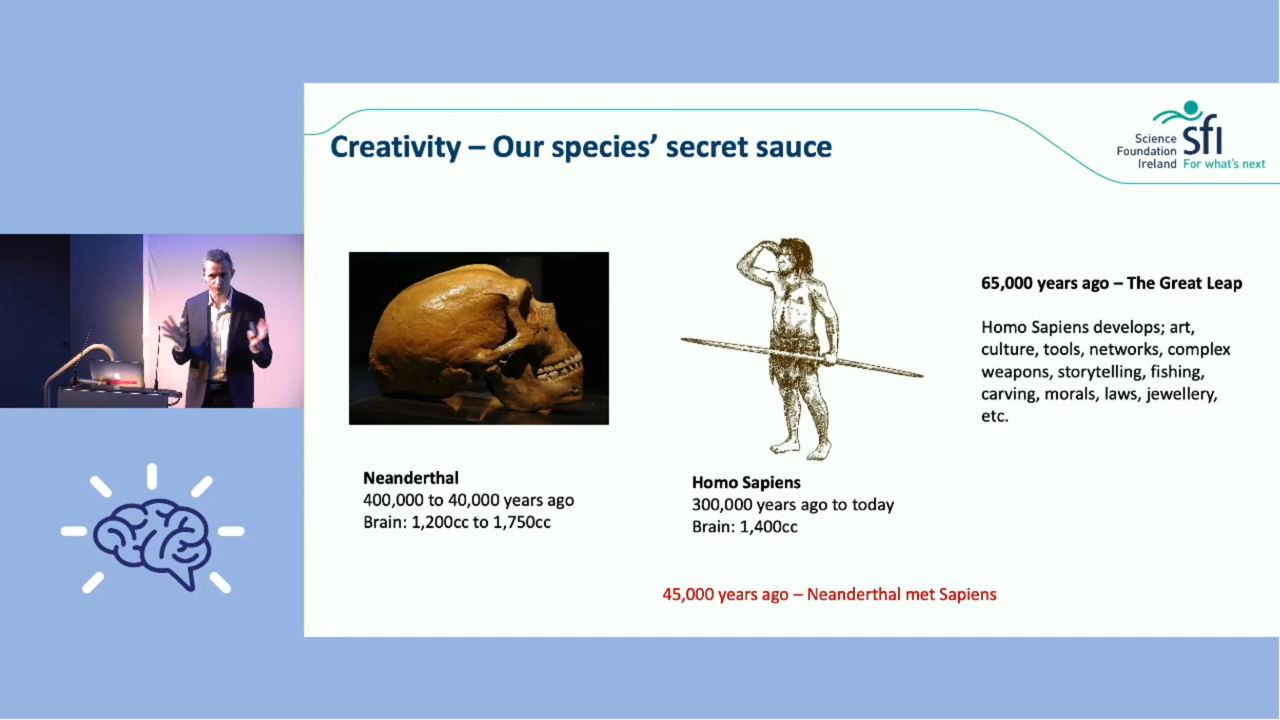 Creativity – Our species’ secret sauce
Science
Foundation
Ireland
sfi
For what's next
65,000 years ago – The Great Leap
Homo Sapiens develops; art,
culture, tools, networks, complex
weapons, storytelling, fishing,
carving, morals, laws, jewellery,
etc.
Neanderthal
400,000 to 40,000 years ago
Brain: 1,200cc to 1,750cc
Homo Sapiens
300,000 years ago to today
Brain: 1,400cc
45,000 years ago – Neanderthal met Sapiens